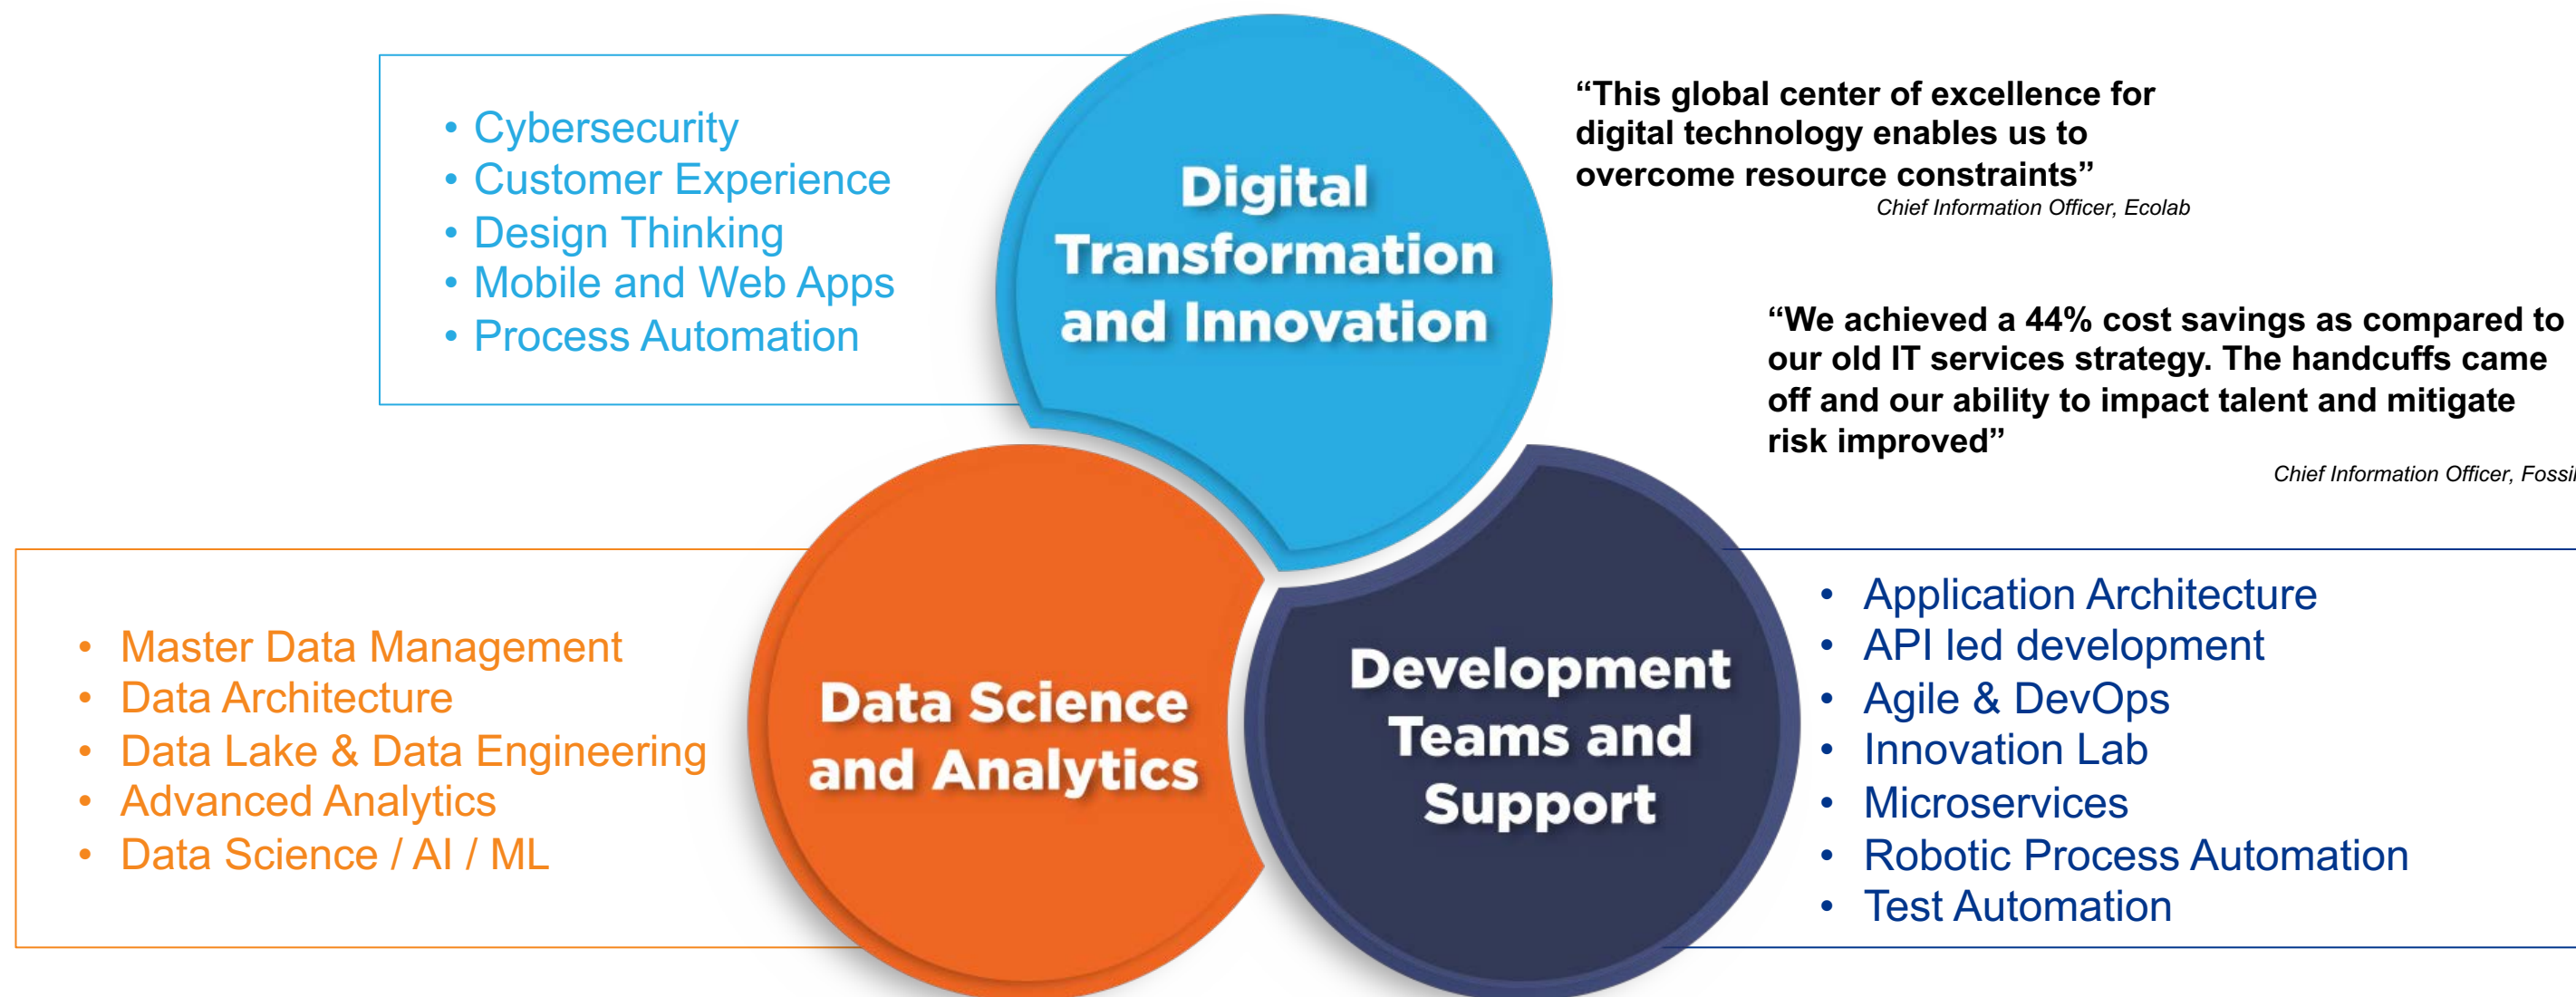 • Cybersecurity
• Customer Experience
• Design Thinking
• Mobile and Web Apps
• Process Automation
Digital
Transformation
and Innovation
“This global center of excellence for
digital technology enables us to
overcome resource constraints”
Chief Information Officer, Ecolab
“We achieved a 44% cost savings as compared to
our old IT services strategy. The handcuffs came
off and our ability to impact talent and mitigate
risk improved”
Chief Information Officer, Fossil
• Master Data Management
• Data Architecture
• Data Lake & Data Engineering
• Advanced Analytics
• Data Science / AI / ML
Data Science
and Analytics
Development
Teams and
Support
• Application Architecture
• API led development
• Agile & DevOps
• Innovation Lab
• Microservices
• Robotic Process Automation
• Test Automation